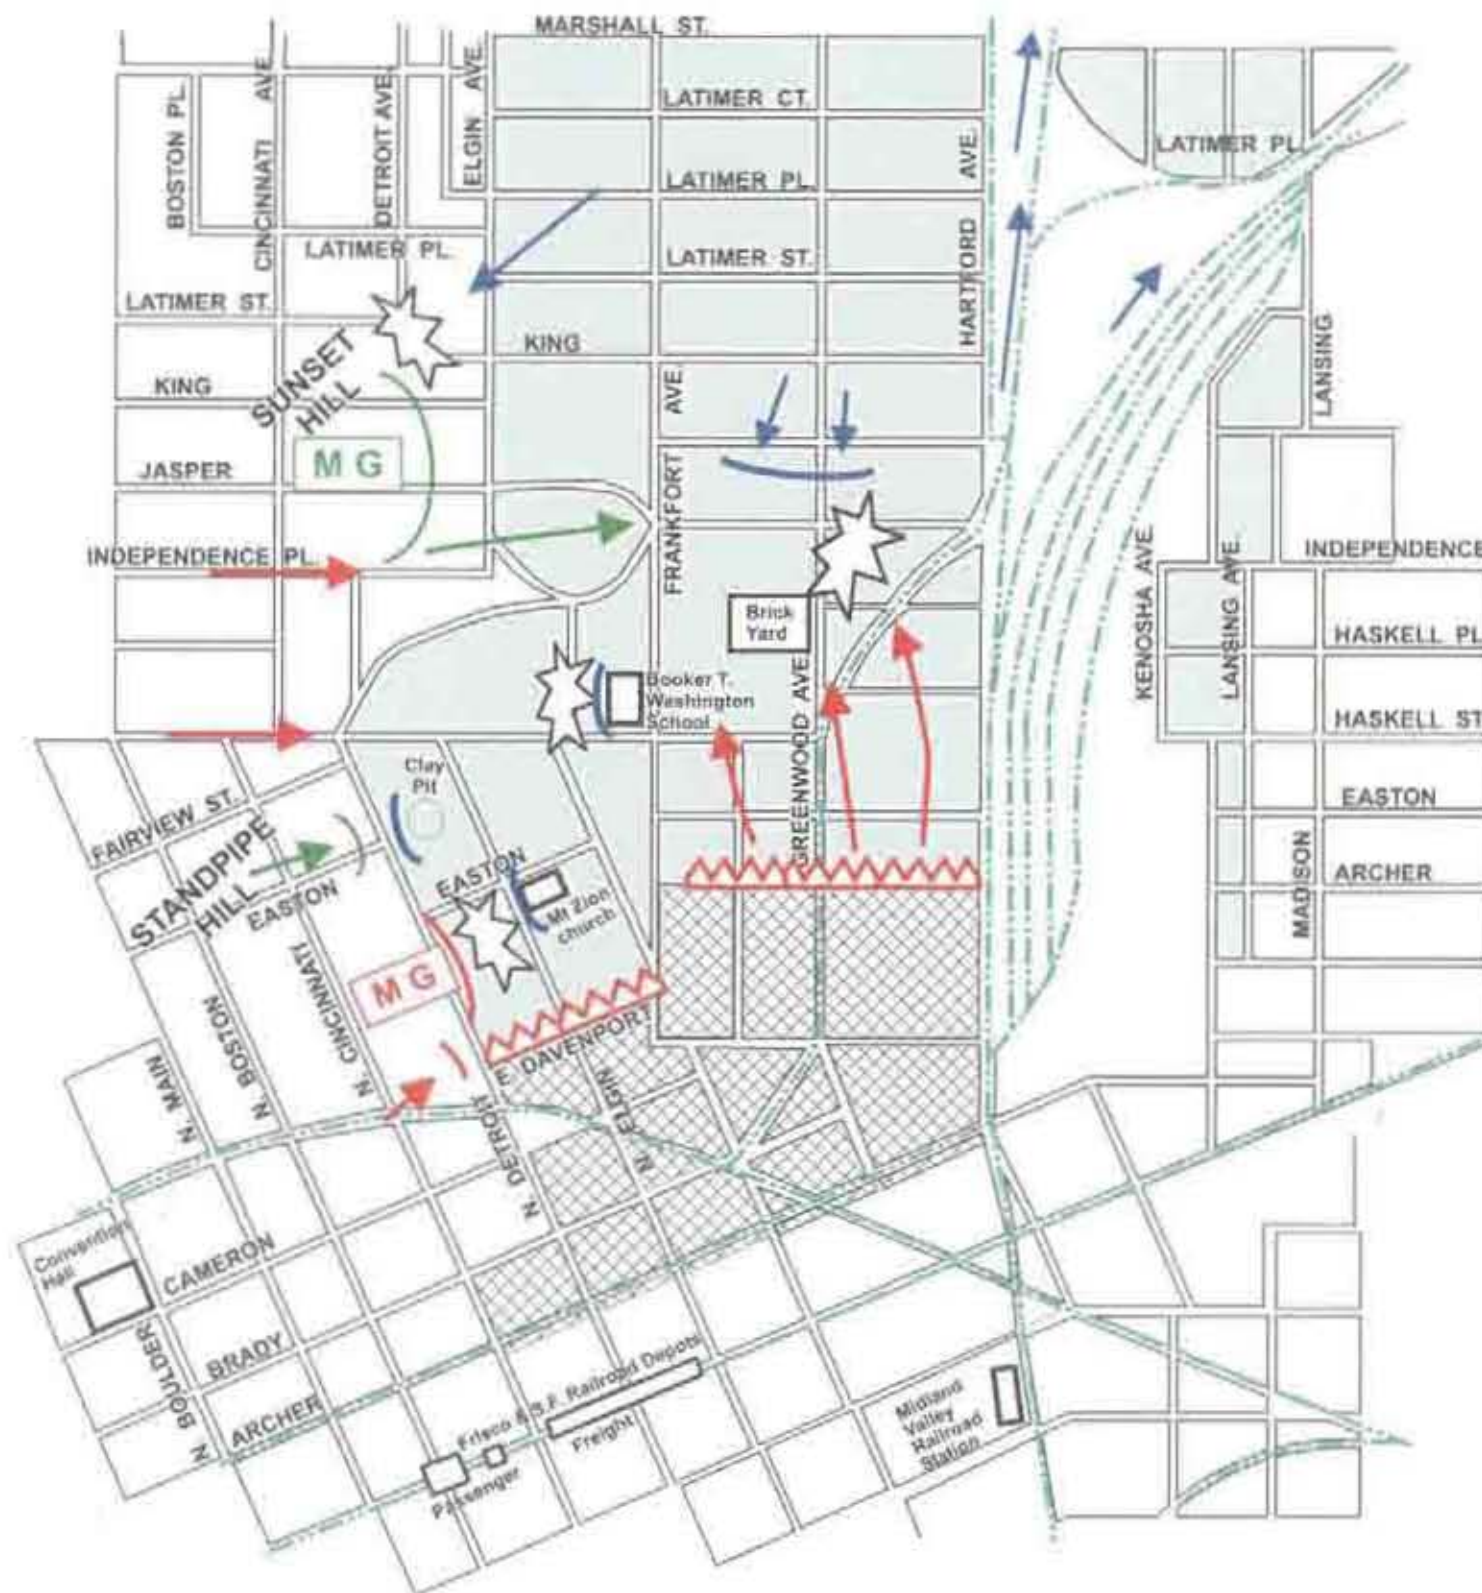 MARSHALL ST.
BOSTON PL.
CINCINNATI AVE.
DETROIT AVE.
ELGIN AVE.
LATIMER CT.
LATIMER PL.
LATIMER PL.
LATIMER PL.
LATIMER ST.
LATIMER ST.
HARTFORD AVE.
KING
KING
SUNSET
HILL
M G
JASPER
FRANKFORT AVE.
LANSING
INDEPENDENCE PL.
INDEPENDENCE
KENOSHA AVE.
LANSING AVE.
HASKELL PL
HASKELL ST
Brick
Yard
Booker T.
Washington
School
GREENWOOD AVE.
Clay
Pit
FAIRVIEW ST.
STANDPIPE
HILL
EASTON
EASTON
EASTON
MADISON
ARCHER
Mt Zion
church
M G
N. MAIN
N. BOSTON
N. CINCINNATI
N. DETROIT
E. DAVENPORT
N. ELGIN
Convention
Hall
CAMERON
BRADY
ARCHER
N BOULDER
Frisco & S.F. Railroad Depots
Passenger
Freight
Midland
Valley
Railroad
Station